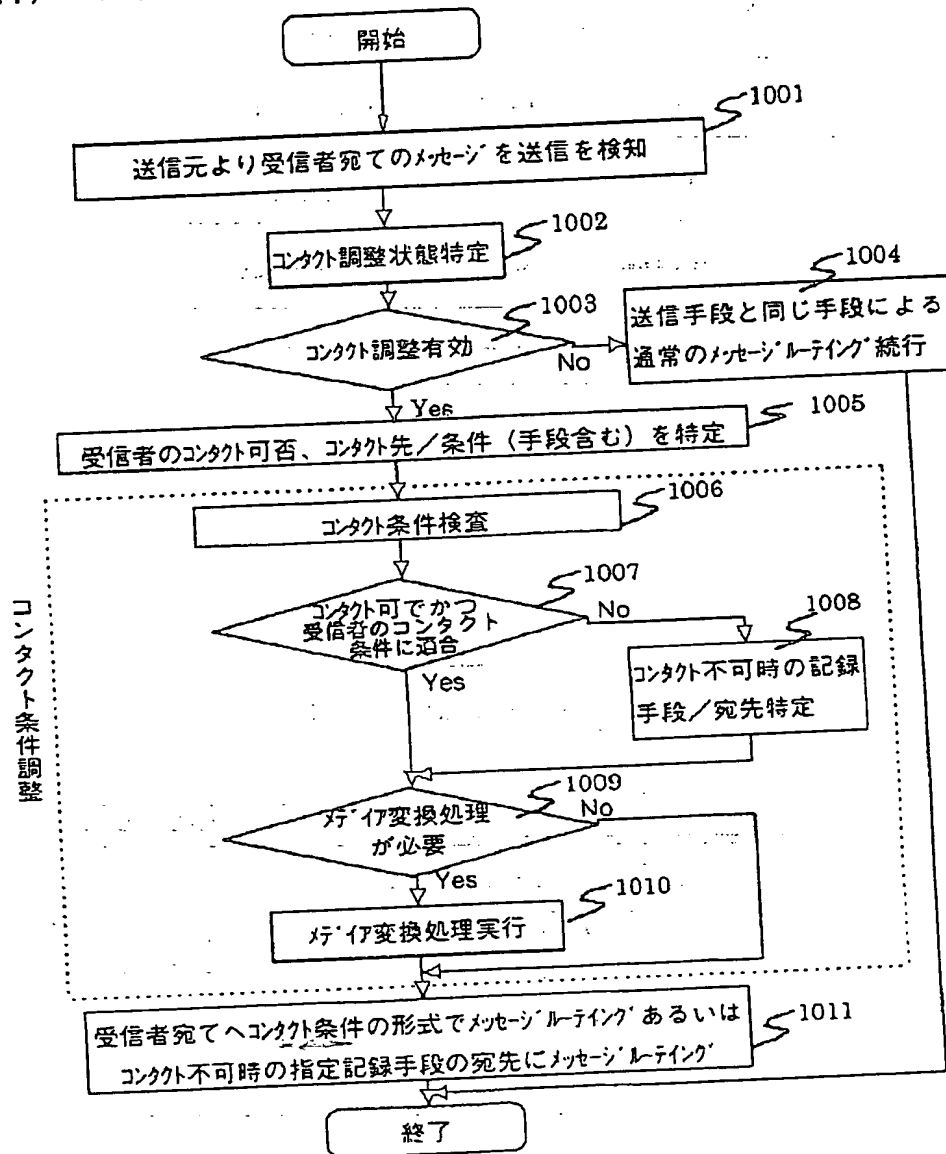 開始
1001
送信元より受信者宛てのメッセージを送信を検知
1002
コンタクト調整状態特定
1003
コンタクト調整有効
No
Yes
1004
送信手段と同じ手段による
通常のメッセージルーティング続行
1005
受信者のコンタクト可否、コンタクト先／条件（手段含む）を特定
コンタクト条件調整
1006
コンタクト条件検査
1007
コンタクト可でかつ
受信者のコンタクト
条件に適合
No
Yes
1008
コンタクト不可時の記録
手段／宛先特定
1009
メディア変換処理
が必要
No
Yes
1010
メディア変換処理実行
1011
受信者宛てへコンタクト条件の形式でメッセージルーティングあるいは
コンタクト不可時の指定記録手段の宛先にメッセージルーティング
終了